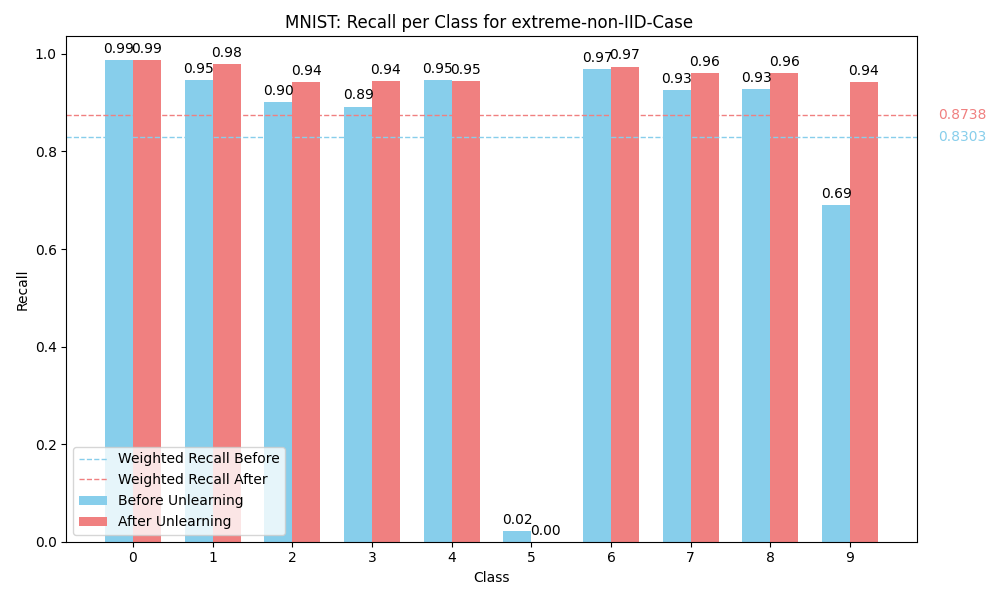 MNIST: Recall per Class for extreme-non-IID-Case
Recall
1.0
0.8
0.6
0.4
0.2
0.0
0.99 0.99
0.95 0.98
0.90 0.94
0.89 0.94
0.95 0.95
0.02 0.00
0.97 0.97
0.93 0.96
0.93 0.96
0.69 0.94
0.8738
0.8303
Weighted Recall Before
Weighted Recall After
Before Unlearning
After Unlearning
0 1 2 3 4 5 6 7 8 9
Class